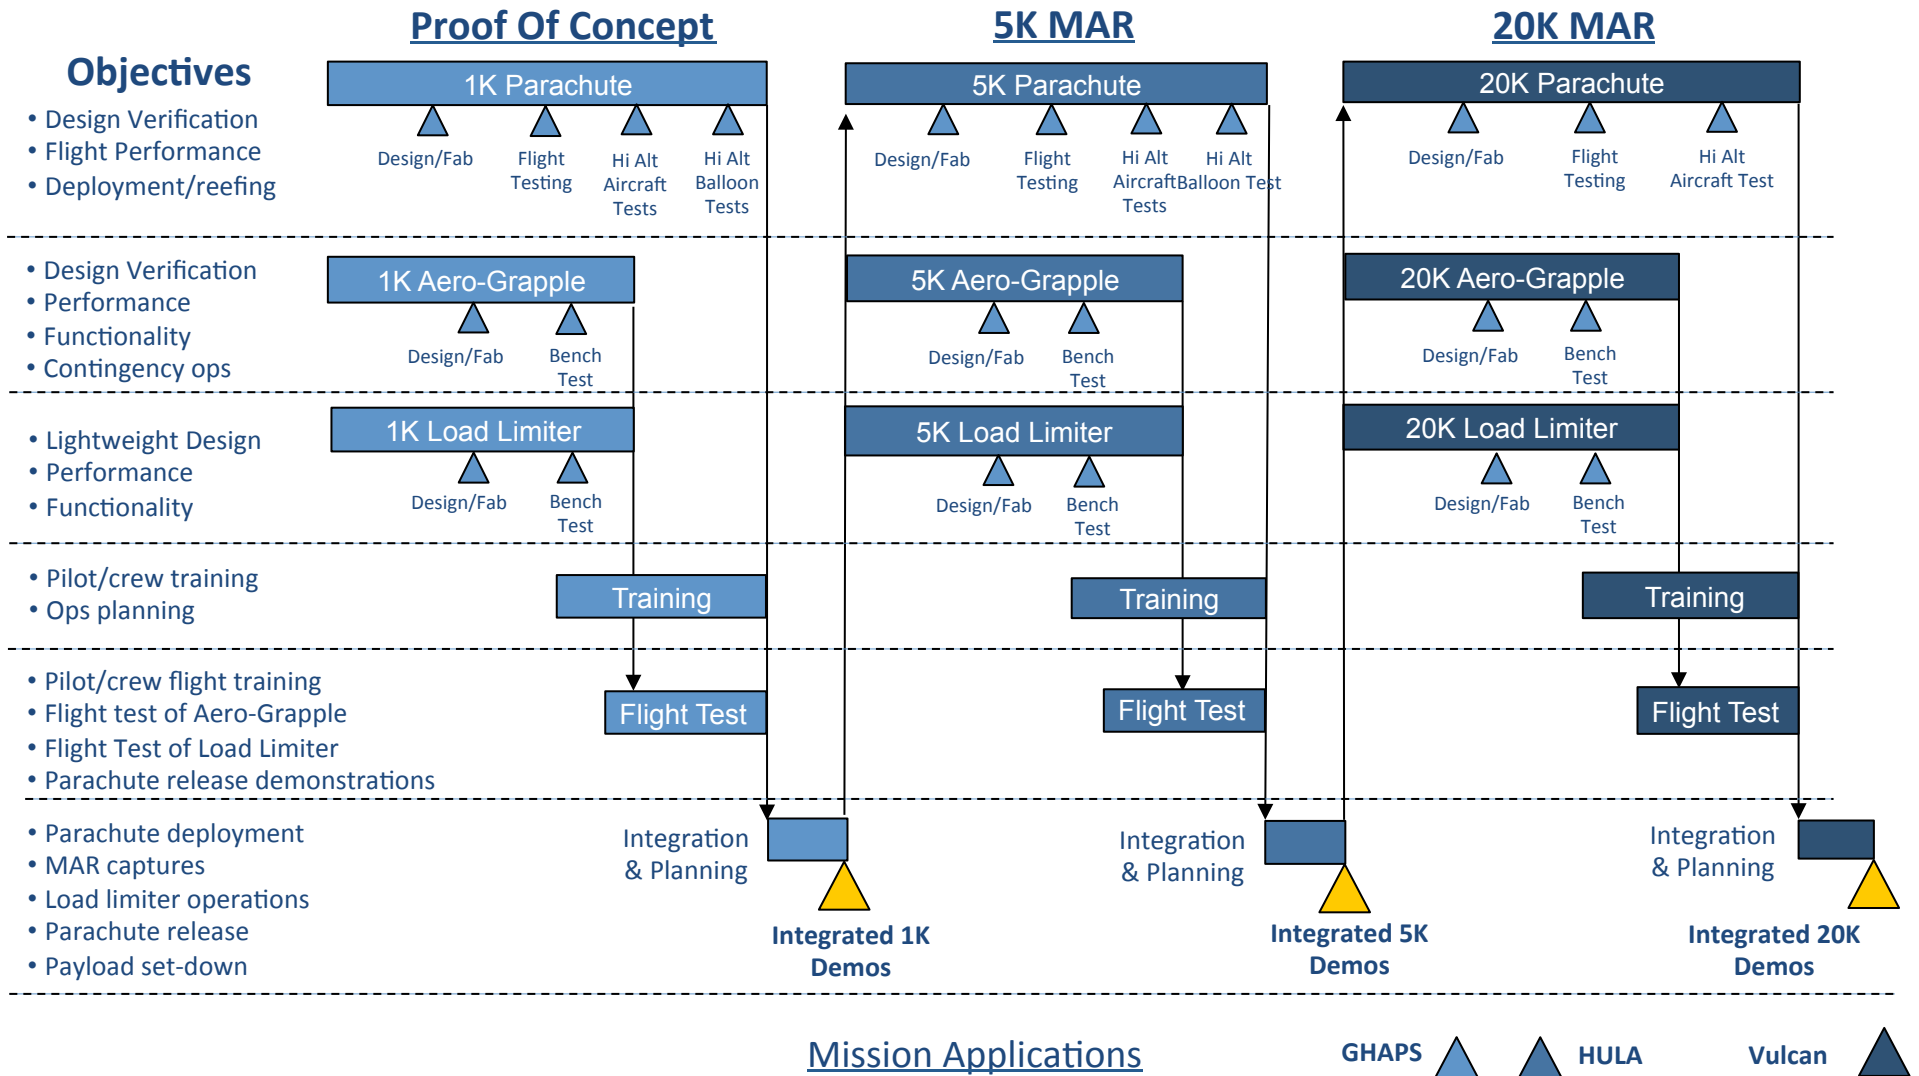 Proof Of Concept
5K MAR
20K MAR
Objectives
• Design Verification
• Flight Performance
• Deployment/reefing
1K Parachute
Design/Fab
Flight
Testing
Hi Alt
Aircraft
Tests
Hi Alt
Balloon
Tests
5K Parachute
Design/Fab
Flight
Testing
Hi Alt
Aircraft
Tests
Hi Alt
Balloon Test
20K Parachute
Design/Fab
Flight
Testing
Hi Alt
Aircraft Test
• Design Verification
• Performance
• Functionality
• Contingency ops
1K Aero-Grapple
Design/Fab
Bench
Test
5K Aero-Grapple
Design/Fab
Bench
Test
20K Aero-Grapple
Design/Fab
Bench
Test
• Lightweight Design
• Performance
• Functionality
1K Load Limiter
Design/Fab
Bench
Test
5K Load Limiter
Design/Fab
Bench
Test
20K Load Limiter
Design/Fab
Bench
Test
• Pilot/crew training
• Ops planning
Training
Training
Training
• Pilot/crew flight training
• Flight test of Aero-Grapple
• Flight Test of Load Limiter
• Parachute release demonstrations
Flight Test
Flight Test
Flight Test
• Parachute deployment
• MAR captures
• Load limiter operations
• Parachute release
• Payload set-down
Integration
& Planning
Integrated 1K
Demos
Integration
& Planning
Integrated 5K
Demos
Integration
& Planning
Integrated 20K
Demos
Mission Applications
GHAPS
HULA
Vulcan